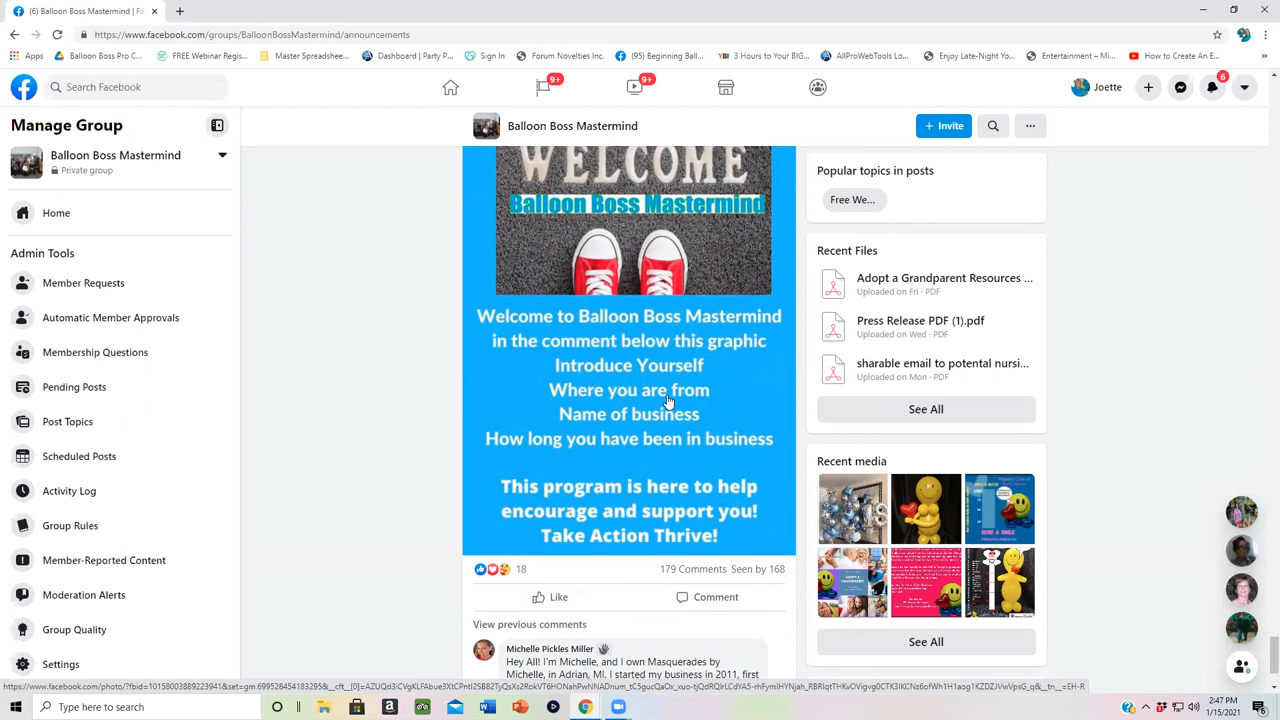 (6) Balloon Boss Mastermind | Fa
https://www.facebook.com/groups/BalloonBossMastermind/announcements
Apps
Balloon Boss Pro C...
FREE Webinar Regis...
Master Spreadshee...
Dashboard | Party P...
Sign In
Forum Novelties Inc.
(95) Beginning Ball...
3 Hours to Your BIG...
AllProWebTools Lo...
Enjoy Late-Night Yo...
Entertainment – Mi...
How to Create An E...
Search Facebook
9+
9+
Joette
6
Manage Group
Balloon Boss Mastermind
Private group
Home
Admin Tools
Member Requests
Automatic Member Approvals
Membership Questions
Pending Posts
Post Topics
Scheduled Posts
Activity Log
Group Rules
Member-Reported Content
Moderation Alerts
Group Quality
Settings
Balloon Boss Mastermind
+ Invite
WELCOME
Balloon Boss Mastermind
Welcome to Balloon Boss Mastermind
in the comment below this graphic
Introduce Yourself
Where you are from
Name of business
How long you have been in business
This program is here to help
encourage and support you!
Take Action Thrive!
18
179 Comments Seen by 168
Like
Comment
View previous comments
Michelle Pickles Miller
Hey All! I'm Michelle, and I own Masquerades by
Michelle, in Adrian, MI. I started my business in 2011, first
Popular topics in posts
Free We...
Recent Files
Adopt a Grandparent Resources ...
Uploaded on Fri · PDF
Press Release PDF (1).pdf
Uploaded on Wed · PDF
sharable email to potental nursi...
Uploaded on Mon · PDF
See All
Recent media
See All
Type here to search
2:47 PM
1/15/2021